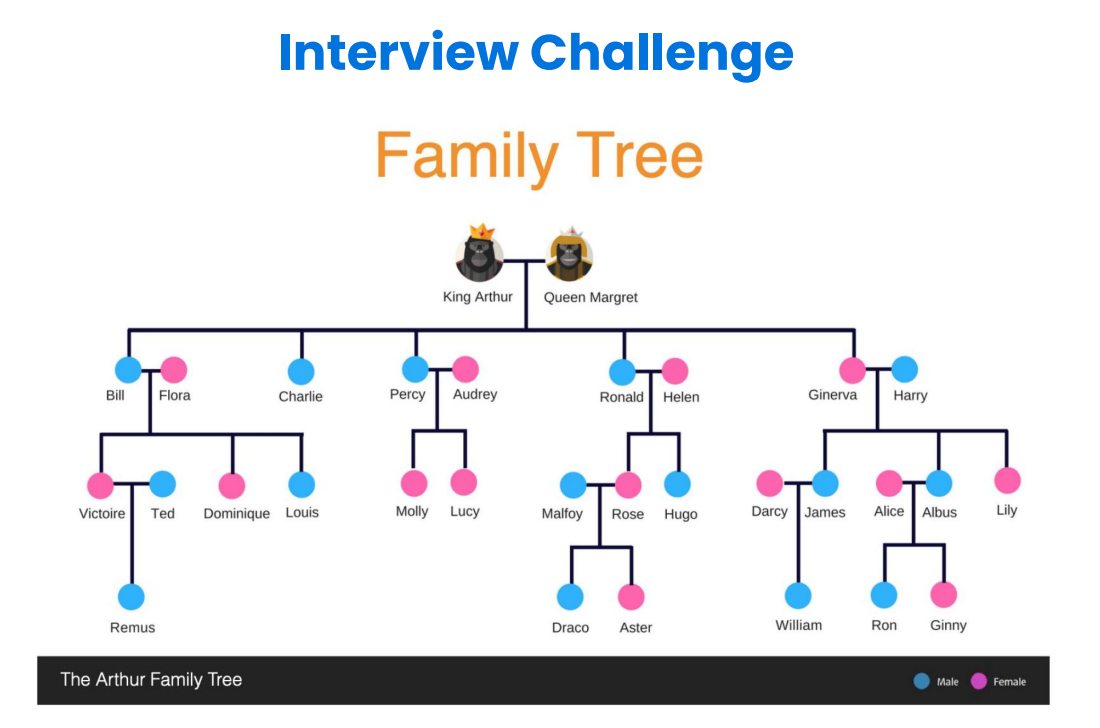 Interview Challenge
Family Tree
King Arthur Queen Margret
Bill Flora Charlie Percy Audrey Ronald Helen Ginerva Harry
Victoire Ted Dominique Louis Molly Lucy Malfoy Rose Hugo Darcy James Alice Albus Lily
Remus Draco Aster William Ron Ginny
The Arthur Family Tree Male Female